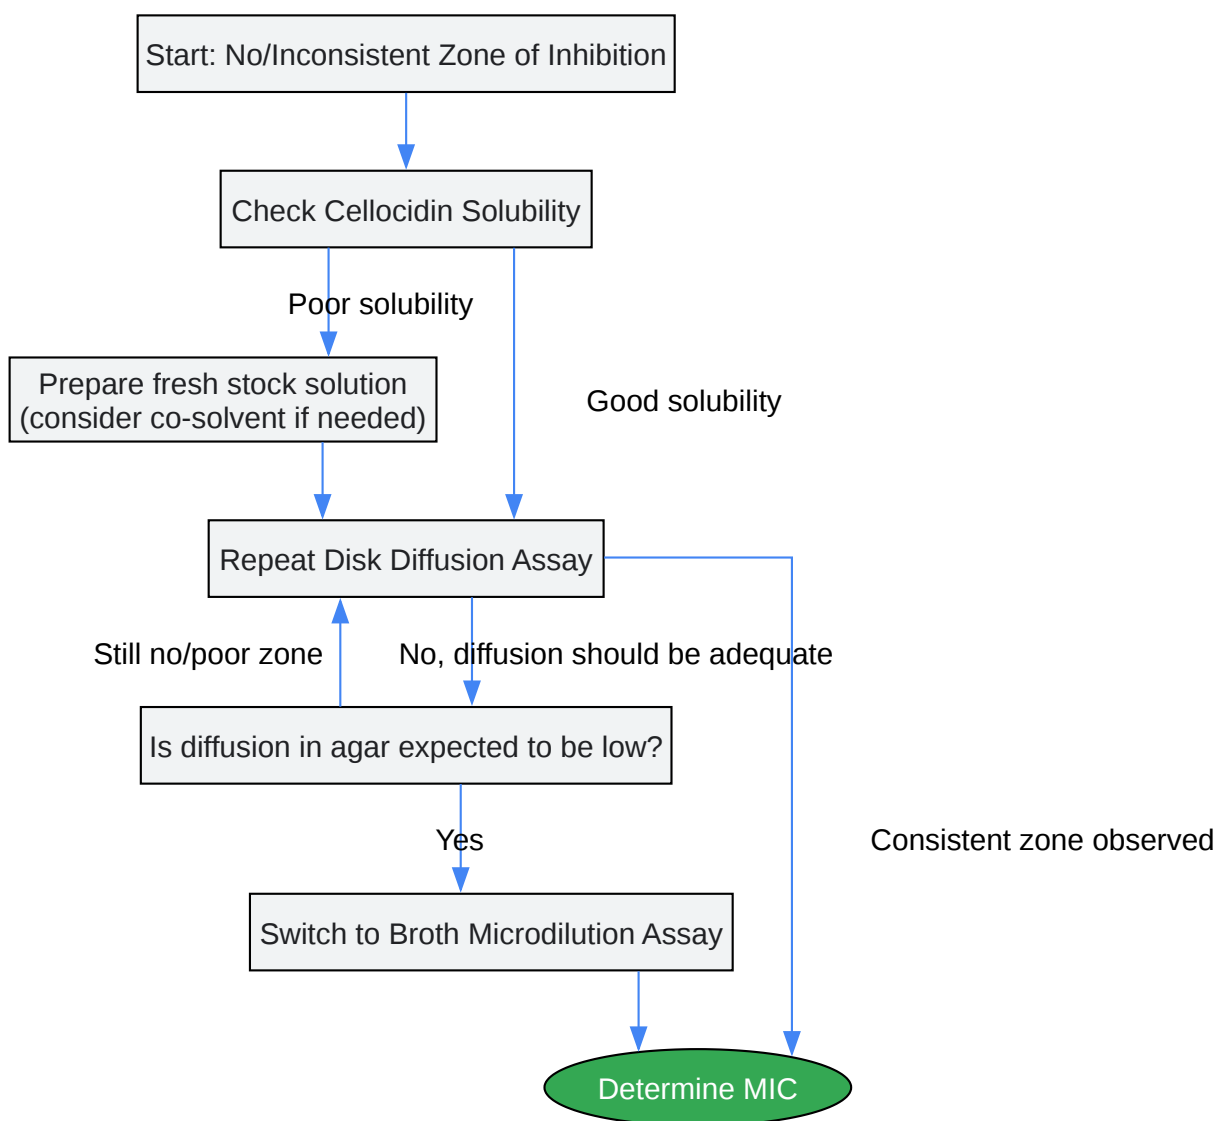 Start: No/Inconsistent Zone of Inhibition
Check Cellocidin Solubility
Poor solubility
Prepare fresh stock solution
(consider co-solvent if needed)
Good solubility
Repeat Disk Diffusion Assay
Still no/poor zone
No, diffusion should be adequate
Is diffusion in agar expected to be low?
Yes
Consistent zone observed
Switch to Broth Microdilution Assay
Determine MIC